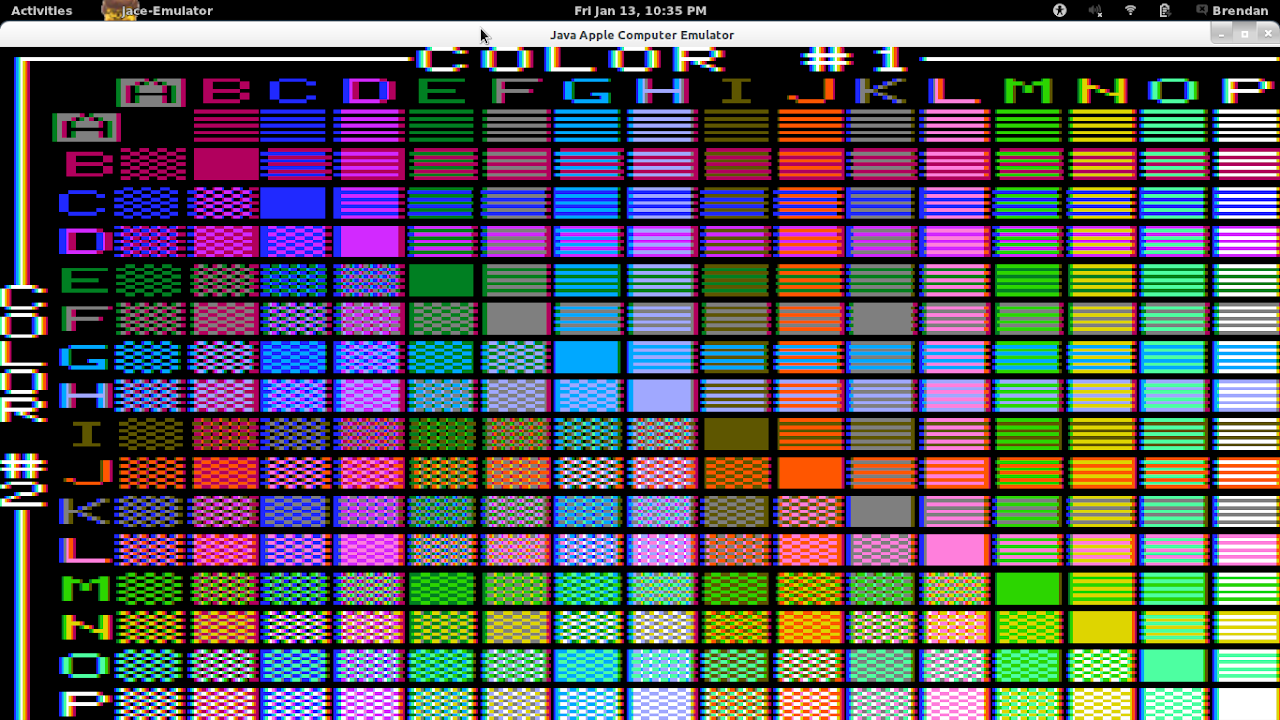 Activities Jace-Emulator Fri Jan 13, 10:35 PM Brendan
Java Apple Computer Emulator
COLOR #1
A B C D E F G H I J K L M N O P
A
B
C
D
E
F
G
H
I
J
K
L
M
N
O
P
COLOR #2